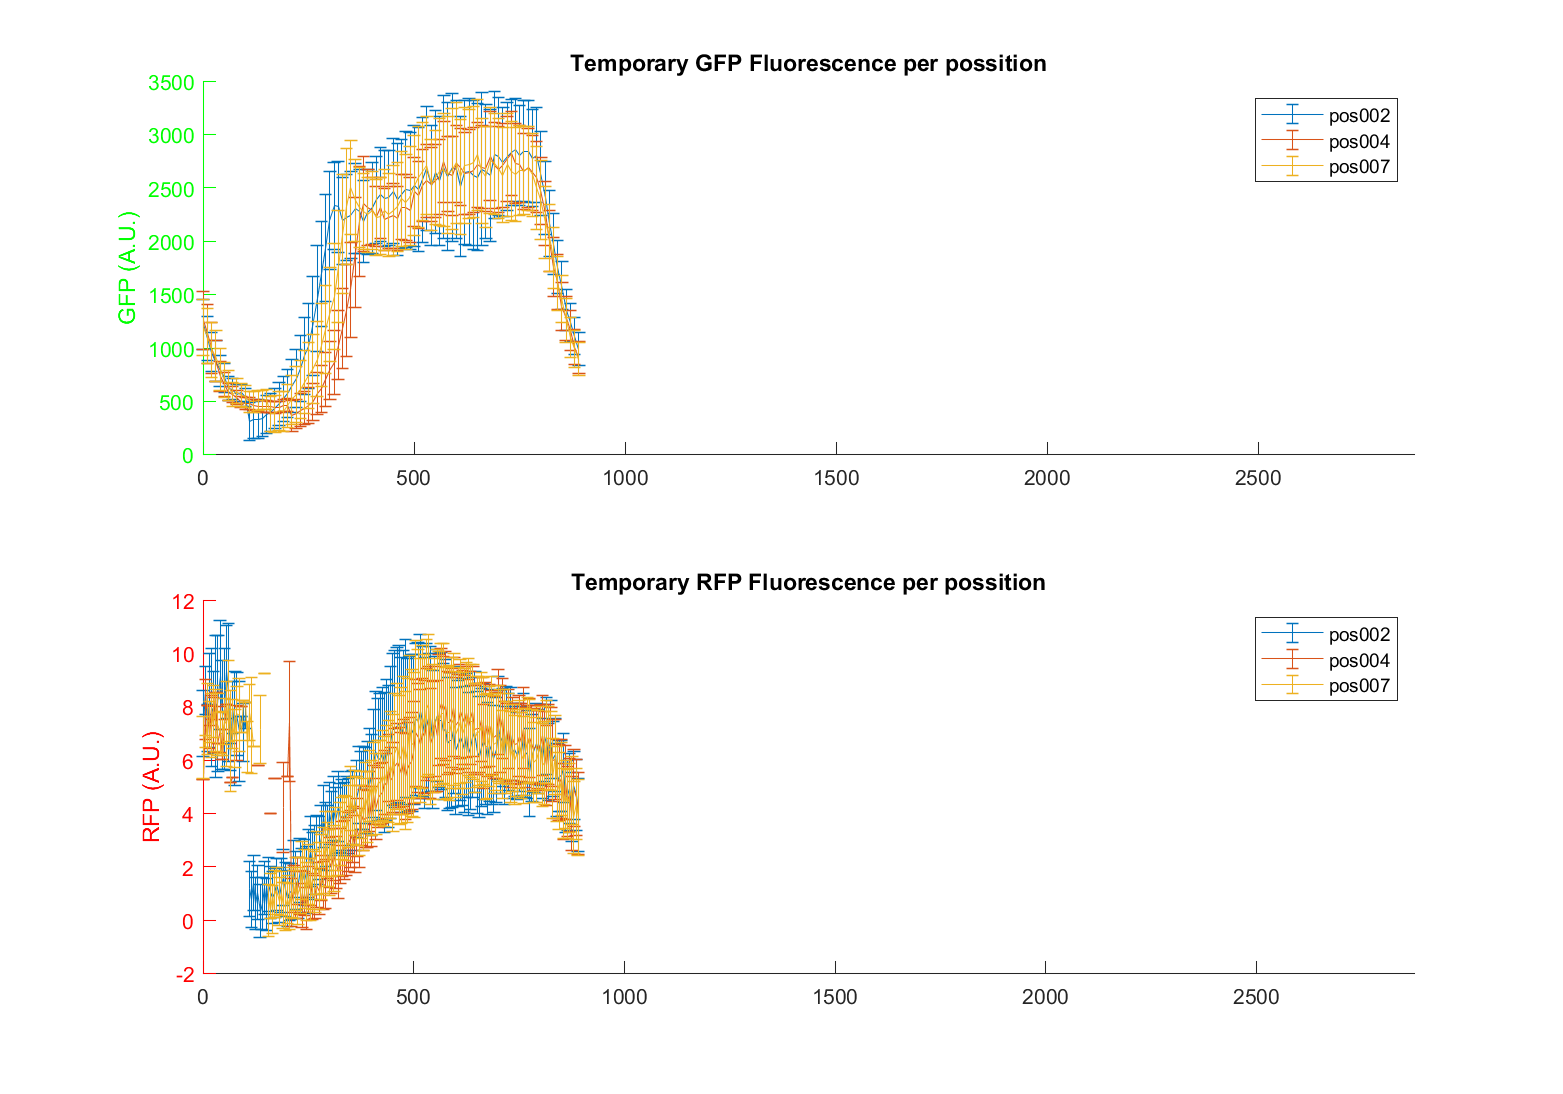 Temporary GFP Fluorescence per possition
3500
3000
2500
2000
1500
1000
500
0
GFP (A.U.)
0 500 1000 1500 2000 2500
pos002
pos004
pos007
Temporary RFP Fluorescence per possition
12
10
8
6
4
2
0
-2
RFP (A.U.)
0 500 1000 1500 2000 2500
pos002
pos004
pos007